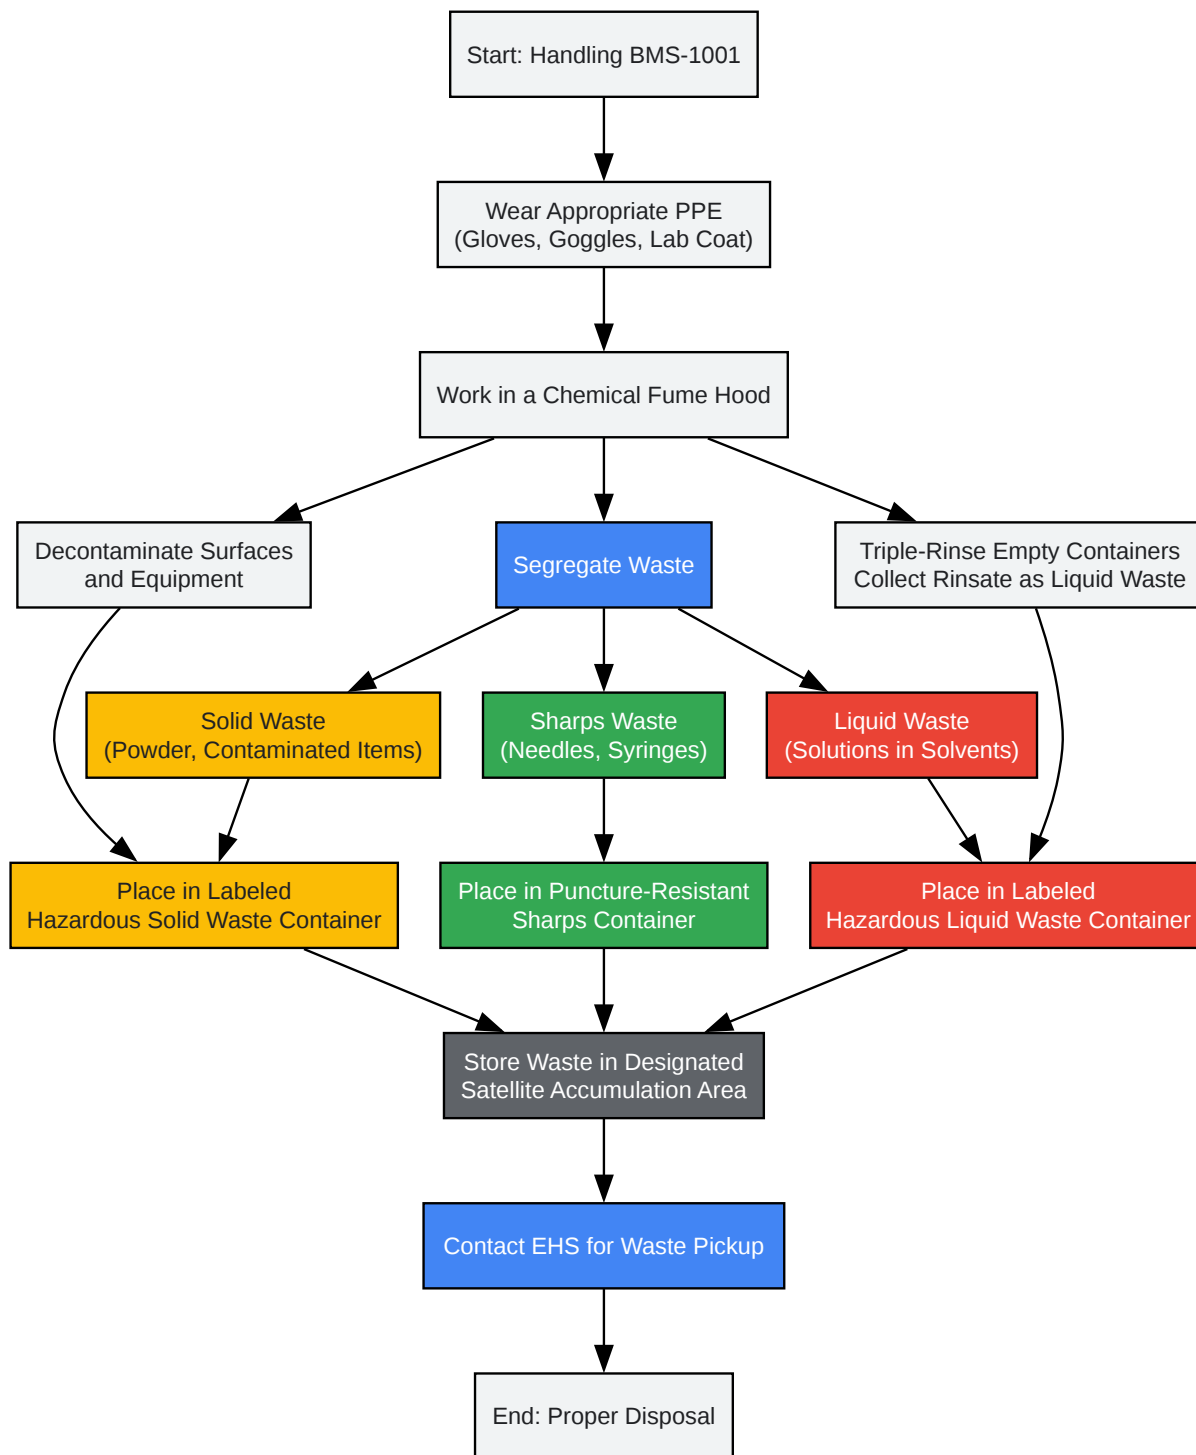 Start: Handling BMS-1001
Wear Appropriate PPE
(Gloves, Goggles, Lab Coat)
Work in a Chemical Fume Hood
Decontaminate Surfaces
and Equipment
Segregate Waste
Triple-Rinse Empty Containers
Collect Rinsate as Liquid Waste
Solid Waste
(Powder, Contaminated Items)
Sharps Waste
(Needles, Syringes)
Liquid Waste
(Solutions in Solvents)
Place in Labeled
Hazardous Solid Waste Container
Place in Puncture-Resistant
Sharps Container
Place in Labeled
Hazardous Liquid Waste Container
Store Waste in Designated
Satellite Accumulation Area
Contact EHS for Waste Pickup
End: Proper Disposal